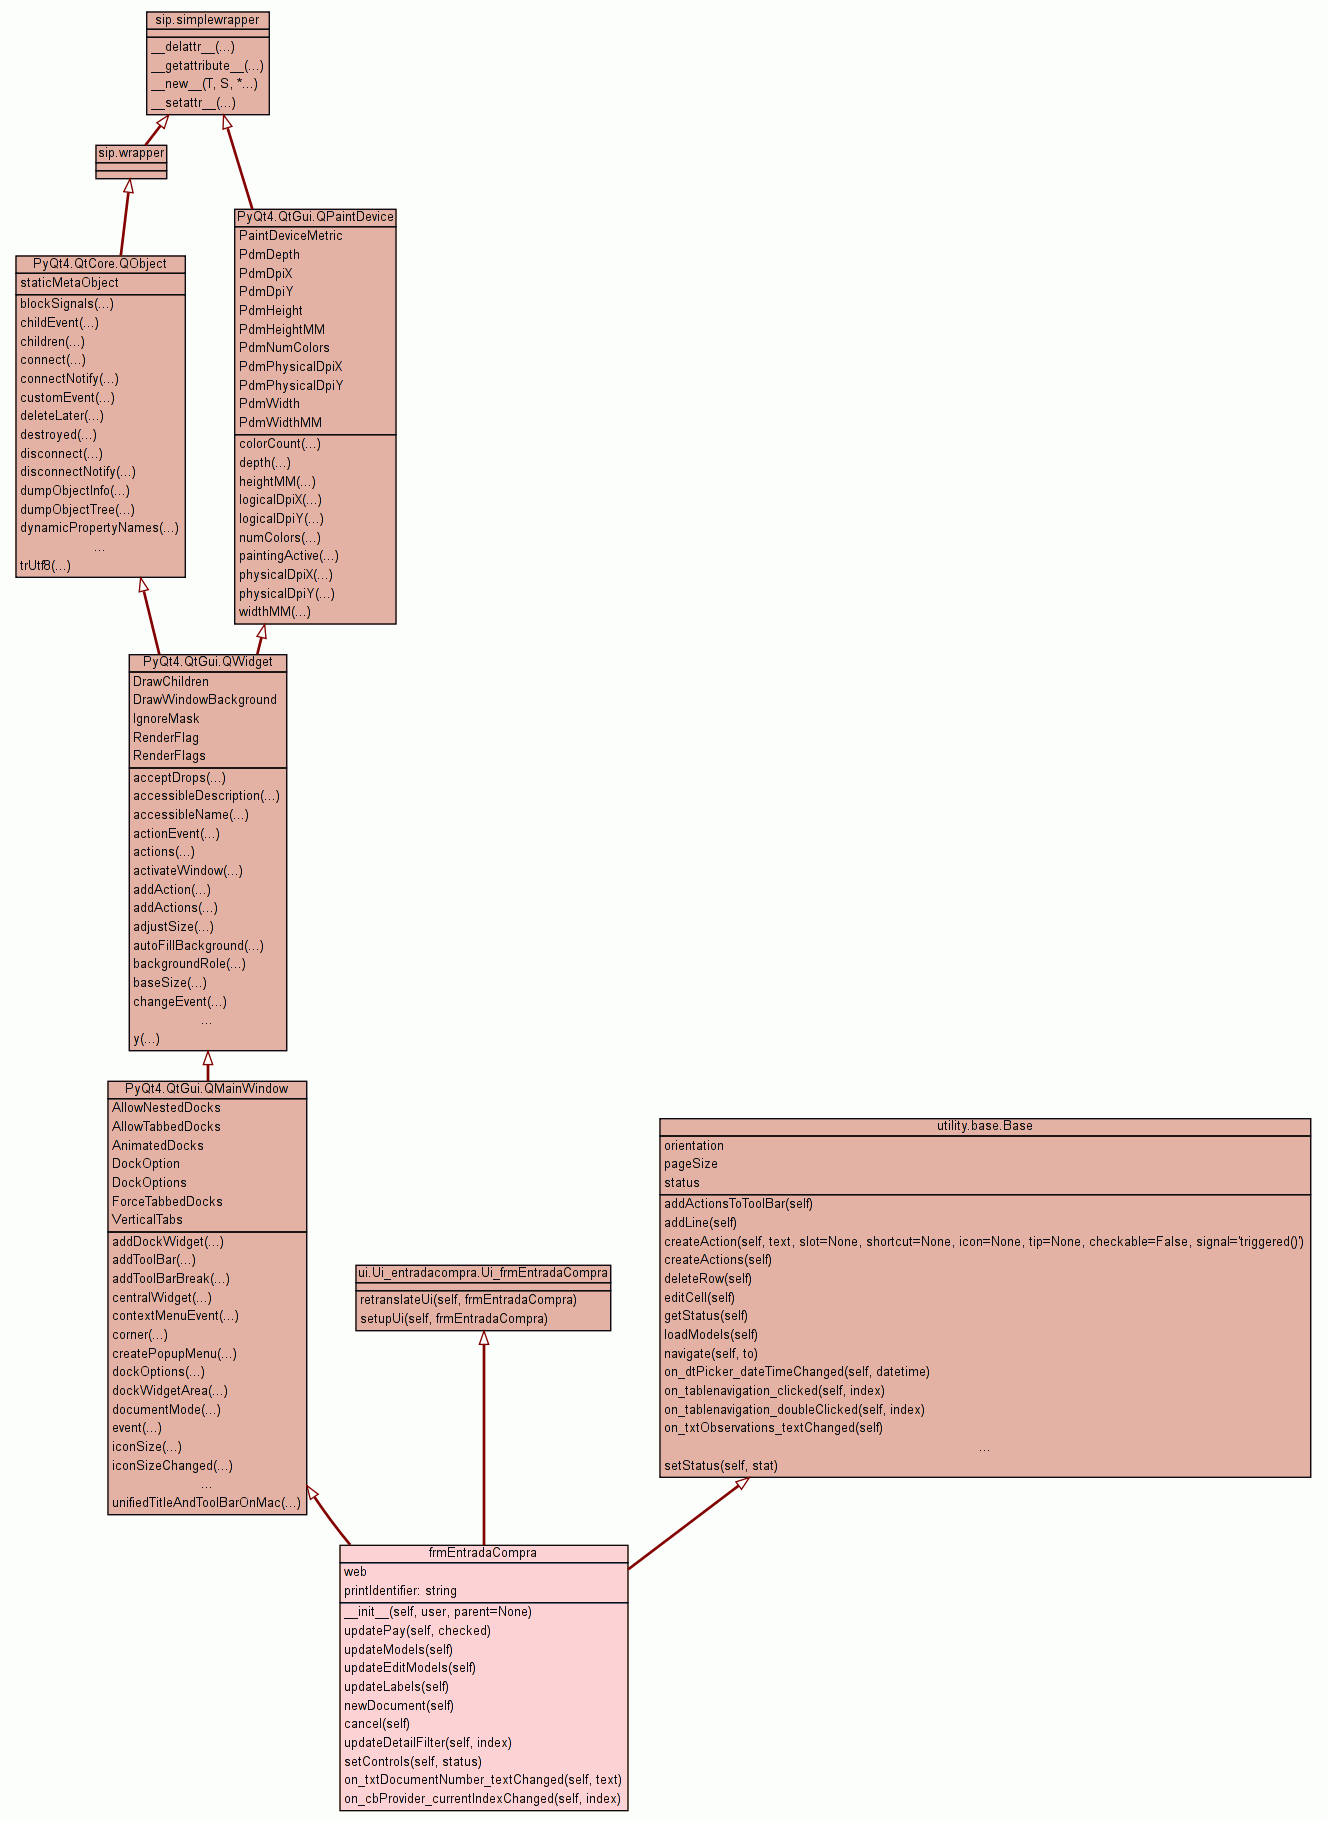 sip.simplewrapper
__delattr__(...)
__getattribute__(...)
__new__(T, S, *...)
__setattr__(...)
sip.wrapper
PyQt4.QtGui.QPaintDevice
PaintDeviceMetric
PdmDepth
PdmDpiX
PdmDpiY
PdmHeight
PdmHeightMM
PdmNumColors
PdmPhysicalDpiX
PdmPhysicalDpiY
PdmWidth
PdmWidthMM
colorCount(...)
depth(...)
heightMM(...)
logicalDpiX(...)
logicalDpiY(...)
numColors(...)
paintingActive(...)
physicalDpiX(...)
physicalDpiY(...)
widthMM(...)
PyQt4.QtCore.QObject
staticMetaObject
blockSignals(...)
childEvent(...)
children(...)
connect(...)
connectNotify(...)
customEvent(...)
deleteLater(...)
destroyed(...)
disconnect(...)
disconnectNotify(...)
dumpObjectInfo(...)
dumpObjectTree(...)
dynamicPropertyNames(...)
...
trUtf8(...)
PyQt4.QtGui.QWidget
DrawChildren
DrawWindowBackground
IgnoreMask
RenderFlag
RenderFlags
acceptDrops(...)
accessibleDescription(...)
accessibleName(...)
actionEvent(...)
actions(...)
activateWindow(...)
addAction(...)
addActions(...)
adjustSize(...)
autoFillBackground(...)
backgroundRole(...)
baseSize(...)
changeEvent(...)
...
y(...)
PyQt4.QtGui.QMainWindow
AllowNestedDocks
AllowTabbedDocks
AnimatedDocks
DockOption
DockOptions
ForceTabbedDocks
VerticalTabs
addDockWidget(...)
addToolBar(...)
addToolBarBreak(...)
centralWidget(...)
contextMenuEvent(...)
corner(...)
createPopupMenu(...)
dockOptions(...)
dockWidgetArea(...)
documentMode(...)
event(...)
iconSize(...)
iconSizeChanged(...)
...
unifiedTitleAndToolBarOnMac(...)
ui.Ui_entradacompra.Ui_frmEntradaCompra
retranslateUi(self, frmEntradaCompra)
setupUi(self, frmEntradaCompra)
utility.base.Base
orientation
pageSize
status
addActionsToToolBar(self)
addLine(self)
createAction(self, text, slot=None, shortcut=None, icon=None, tip=None, checkable=False, signal='triggered()')
createActions(self)
deleteRow(self)
editCell(self)
getStatus(self)
loadModels(self)
navigate(self, to)
on_dtPicker_dateTimeChanged(self, datetime)
on_tablenavigation_clicked(self, index)
on_tablenavigation_doubleClicked(self, index)
on_txtObservations_textChanged(self)
...
setStatus(self, stat)
frmEntradaCompra
web
printIdentifier: string
__init__(self, user, parent=None)
updatePay(self, checked)
updateModels(self)
updateEditModels(self)
updateLabels(self)
newDocument(self)
cancel(self)
updateDetailFilter(self, index)
setControls(self, status)
on_txtDocumentNumber_textChanged(self, text)
on_cbProvider_currentIndexChanged(self, index)